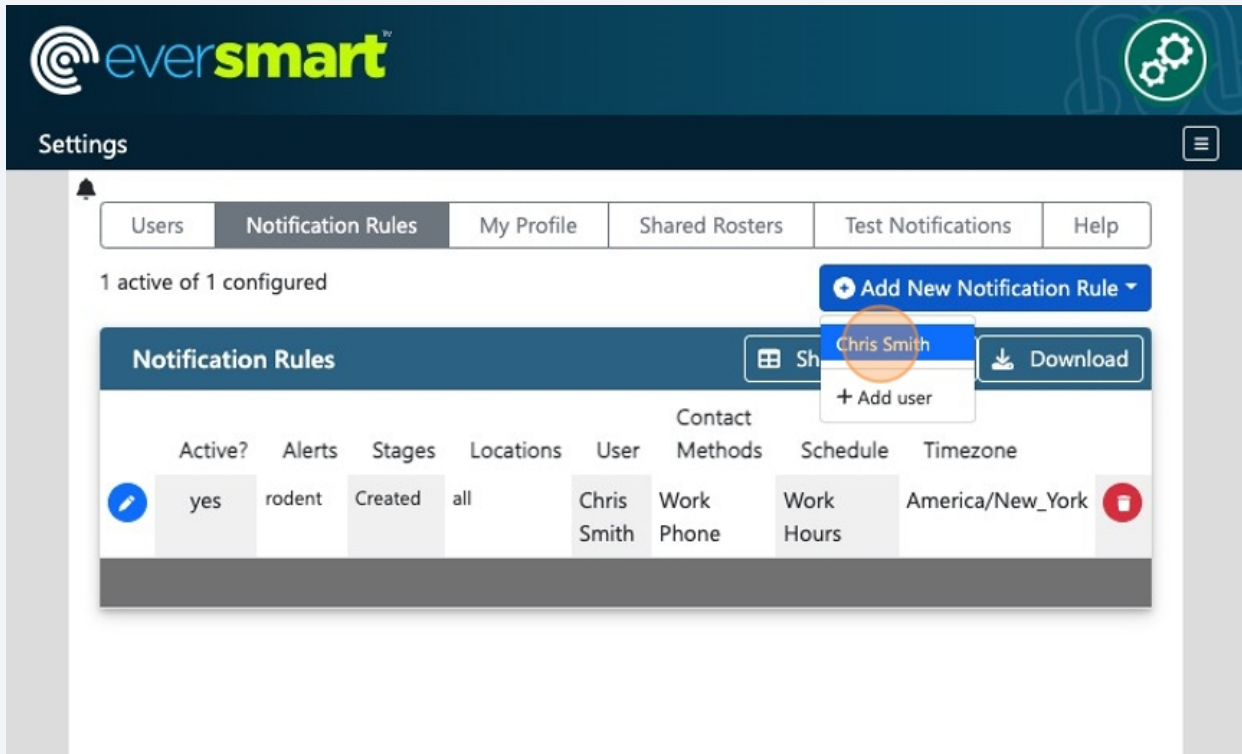 eversmart
Settings
Users Notification Rules My Profile Shared Rosters Test Notifications Help
1 active of 1 configured
Add New Notification Rule
Chris Smith
+ Add user
Notification Rules
Download
Active? Alerts Stages Locations User Contact Methods Schedule Timezone
yes rodent Created all Chris Work Work America/New_York
Smith Phone Hours